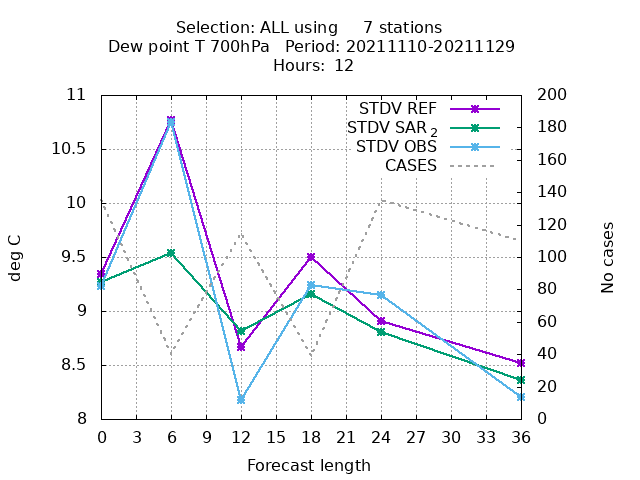 Selection: ALL using     7 stations
Dew point T 700hPa   Period: 20211110-20211129
Hours:  12
STDV REF
STDV SAR 2
STDV OBS
CASES
deg C
11
10.5
10
9.5
9
8.5
8
200
180
160
140
120
100
80
60
40
20
0
No cases
0 3 6 9 12 15 18 21 24 27 30 33 36
Forecast length